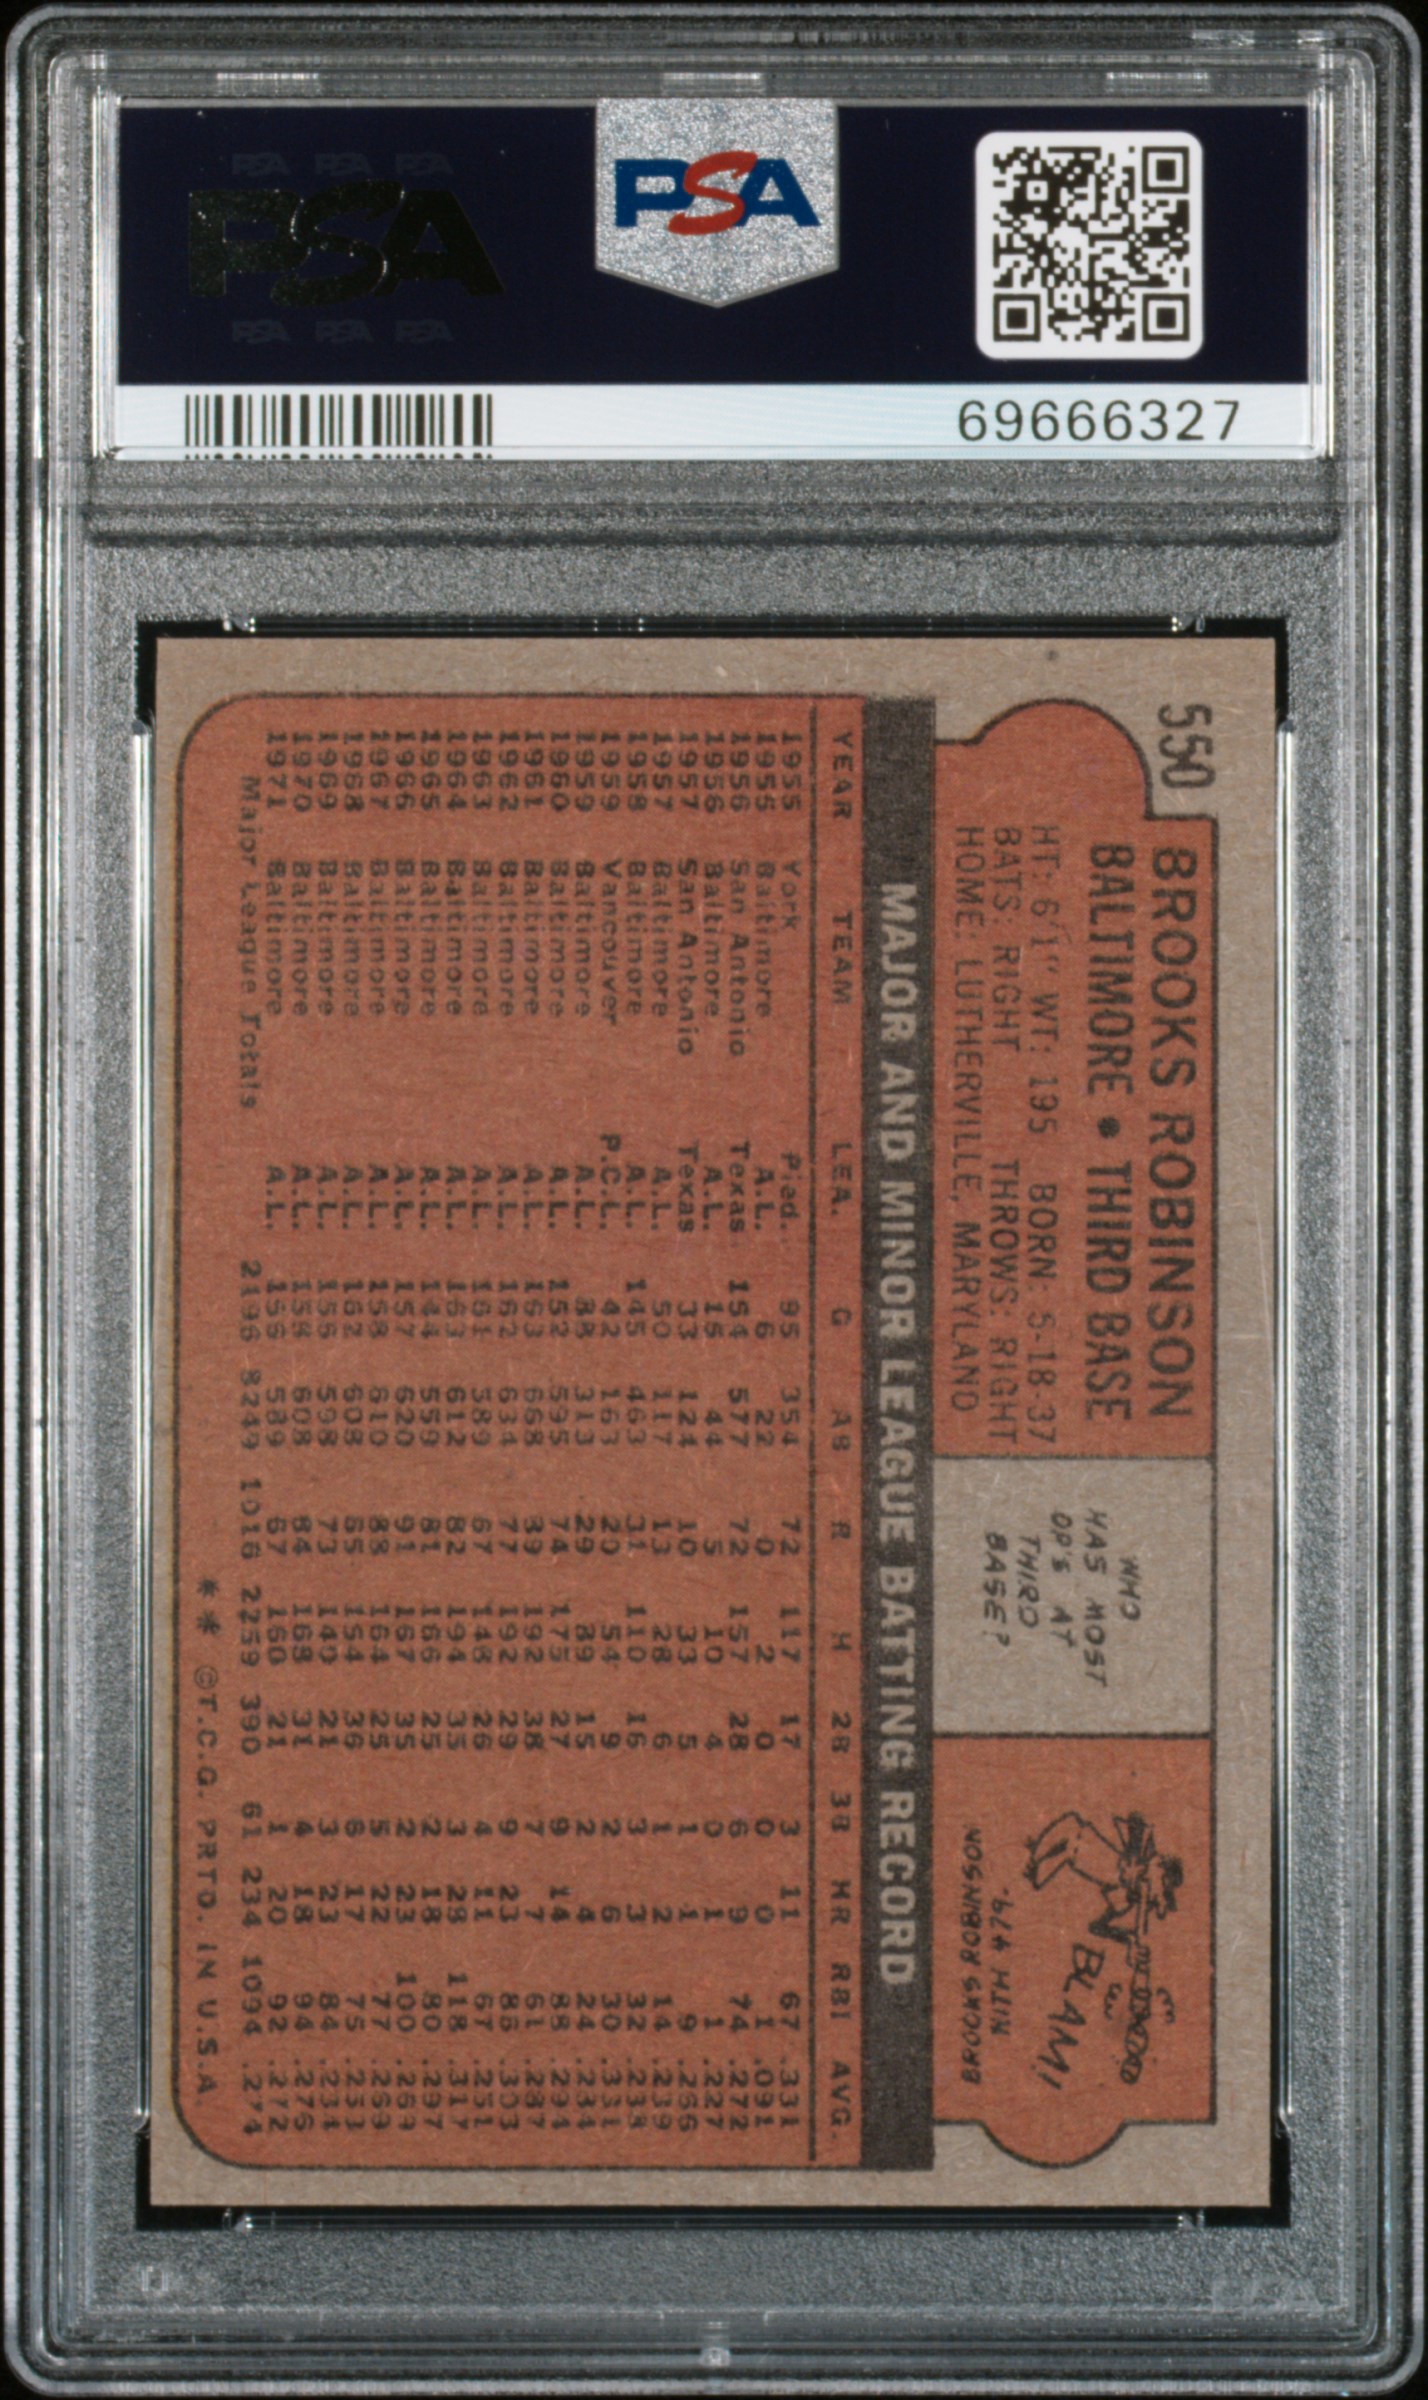 PSA PSA PSA
PSA
PSA PSA PSA
PSA
69666327
550
BROOKS ROBINSON
BALTIMORE • THIRD BASE
HT: 6'1" WT: 195 BORN: 5-18-37
BATS: RIGHT THROWS: RIGHT
HOME: LUTHERVILLE, MARYLAND
WHO
HAS MOST
DP'S AT
THIRD
BASE?
BLAM!
BROOKS ROBINSON
WITH 479.
MAJOR AND MINOR LEAGUE BATTING RECORD
YEAR TEAM LEA. G AB R H 2B 3B HR RBI AVG.
1955 York Pied. 95 354 72 117 17 3 11 67 .331
1955 Baltimore A.L. 6 22 0 2 0 0 0 1 .091
1956 San Antonio Texas 154 577 72 157 28 6 9 74 .272
1956 Baltimore A.L. 15 44 5 10 4 0 1 1 .227
1957 San Antonio Texas 33 124 10 33 5 1 1 9 .266
1957 Baltimore A.L. 50 117 13 28 6 1 2 14 .239
1958 Baltimore A.L. 145 463 31 110 16 3 3 32 .238
1959 Vancouver P.C.L. 42 163 20 54 9 2 6 30 .331
1959 Baltimore A.L. 88 313 29 89 15 2 4 24 .284
1960 Baltimore A.L. 152 595 74 175 27 9 14 88 .294
1961 Baltimore A.L. 163 668 89 192 38 7 7 61 .287
1962 Baltimore A.L. 162 634 77 192 29 9 23 86 .303
1963 Baltimore A.L. 161 589 67 148 26 4 11 67 .251
1964 Baltimore A.L. 163 612 82 194 35 3 28 118 .317
1965 Baltimore A.L. 144 559 81 166 25 2 18 80 .297
1966 Baltimore A.L. 157 620 91 167 35 2 23 100 .269
1967 Baltimore A.L. 158 610 88 164 25 5 22 77 .269
1968 Baltimore A.L. 162 608 65 154 36 6 17 75 .253
1969 Baltimore A.L. 156 598 73 140 21 3 23 84 .234
1970 Baltimore A.L. 158 608 84 168 31 4 18 94 .276
1971 Baltimore A.L. 156 589 67 160 21 1 20 92 .272
Major League Totals 2196 8249 1016 2259 390 61 234 1094 .274
** ©T.C.G. PRTD. IN U.S.A.